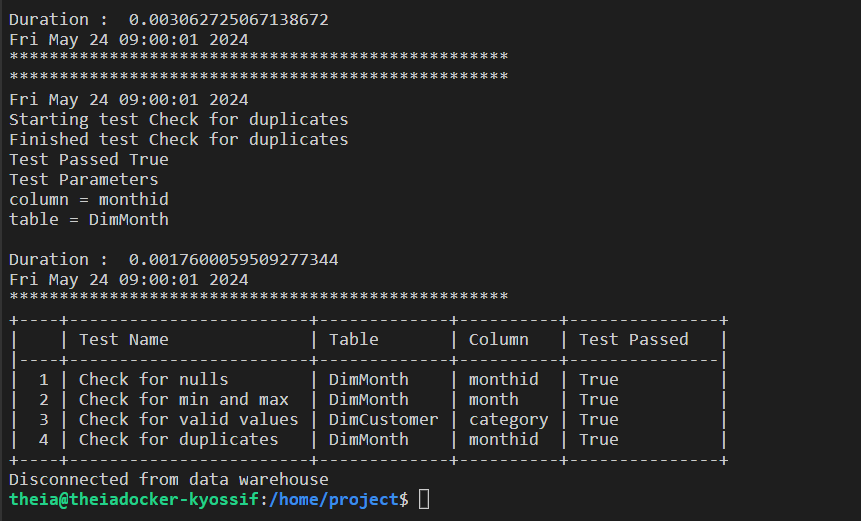 Duration :  0.003062725067138672
Fri May 24 09:00:01 2024
**************************************************
**************************************************
Fri May 24 09:00:01 2024
Starting test Check for duplicates
Finished test Check for duplicates
Test Passed True
Test Parameters
column = monthid
table = DimMonth

Duration :  0.0017600059509277344
Fri May 24 09:00:01 2024
**************************************************
+----+------------------------+-------------+----------+---------------+
|    | Test Name              | Table       | Column   | Test Passed   |
|----+------------------------+-------------+----------+---------------|
|  1 | Check for nulls        | DimMonth    | monthid  | True          |
|  2 | Check for min and max  | DimMonth    | month    | True          |
|  3 | Check for valid values | DimCustomer | category | True          |
|  4 | Check for duplicates   | DimMonth    | monthid  | True          |
+----+------------------------+-------------+----------+---------------+
Disconnected from data warehouse
theia@theiadocker-kyossif:/home/project$